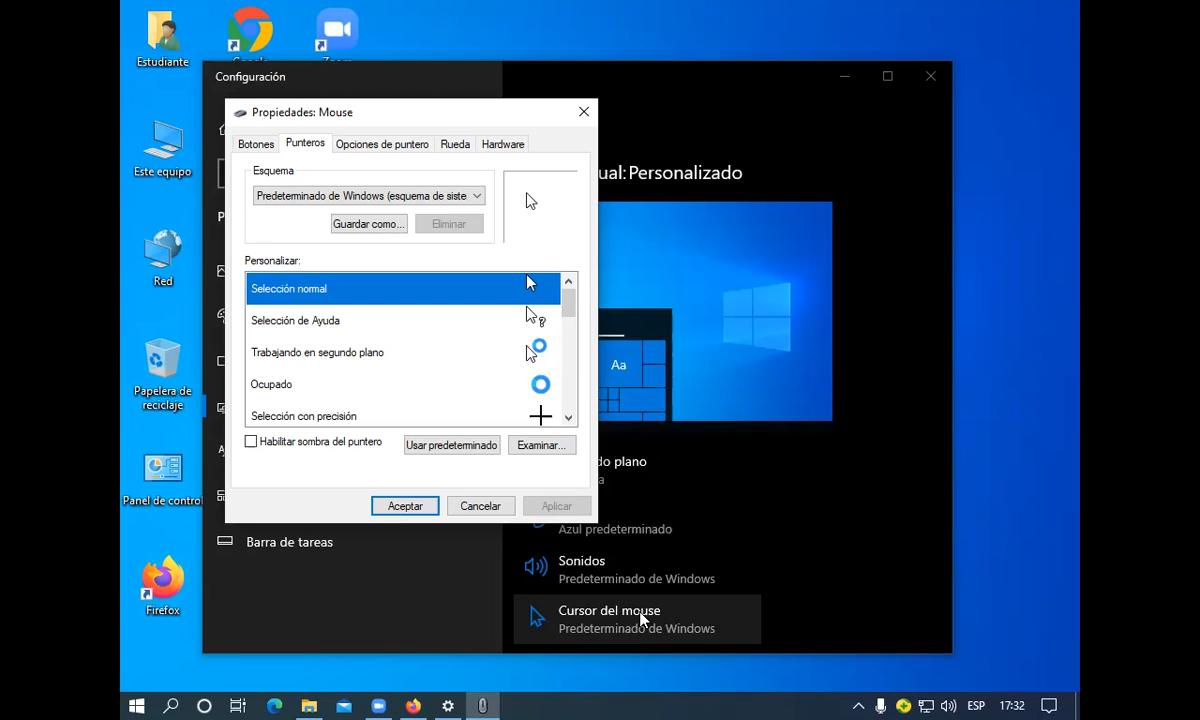 Estudiante
Configuración
Propiedades: Mouse
Botones
Punteros
Opciones de puntero
Rueda
Hardware
Esquema
Predeterminado de Windows (esquema de siste
Guardar como...
Eliminar
Personalizar:
Selección normal
Selección de Ayuda
Trabajando en segundo plano
Ocupado
Selección con precisión
Habilitar sombra del puntero
Usar predeterminado
Examinar...
Aceptar
Cancelar
Aplicar
ual:Personalizado
Aa
do plano
a
Azul predeterminado
Sonidos
Predeterminado de Windows
Cursor del mouse
Predeterminado de Windows
Barra de tareas
Este equipo
Red
Papelera de
reciclaje
Panel de control
Firefox
ESP
17:32